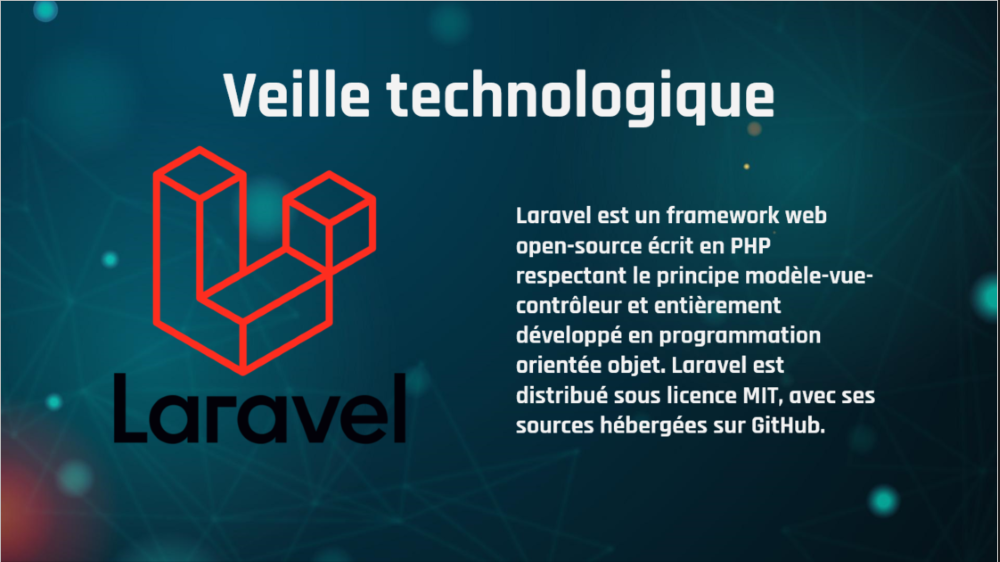 Veille technologique
Laravel
Laravel est un framework web
open-source écrit en PHP
respectant le principe modèle-vue-
contrôleur et entièrement
développé en programmation
orientée objet. Laravel est
distribué sous licence MIT, avec ses
sources hébergées sur GitHub.